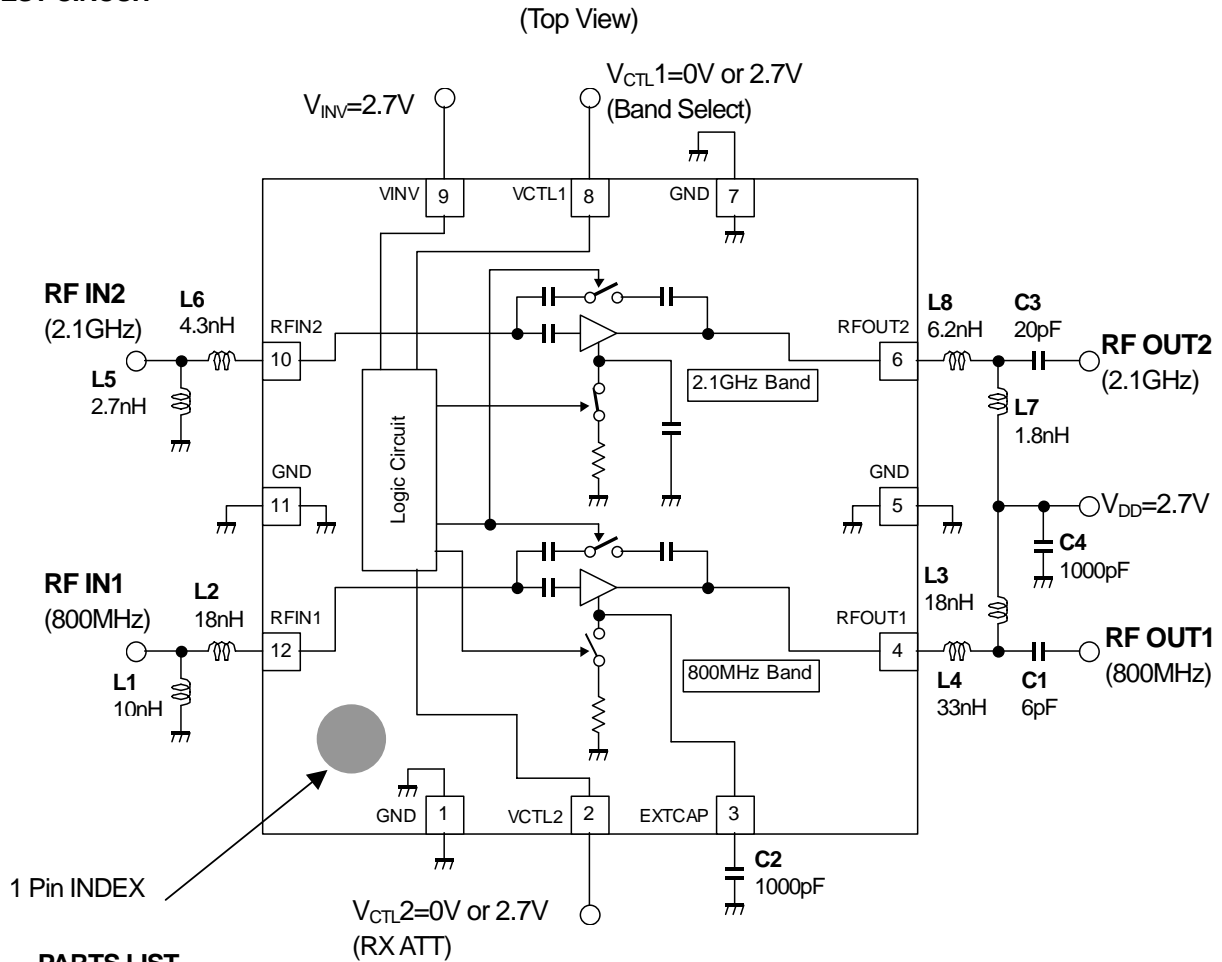 (Top View)
V_CTL1=0V or 2.7V
(Band Select)
V_INV=2.7V
VINV
9
VCTL1
8
GND
7
RF IN2
(2.1GHz)
L6
4.3nH
RFIN2
10
L5
2.7nH
RFOUT2
6
L8
6.2nH
C3
20pF
RF OUT2
(2.1GHz)
2.1GHz Band
L7
1.8nH
Logic Circuit
GND
11
GND
5
V_DD=2.7V
C4
1000pF
RF IN1
(800MHz)
L2
18nH
RFIN1
12
L1
10nH
L3
18nH
RFOUT1
4
RF OUT1
(800MHz)
800MHz Band
L4
33nH
C1
6pF
GND
1
VCTL2
2
EXTCAP
3
C2
1000pF
1 Pin INDEX
V_CTL2=0V or 2.7V
(RX ATT)